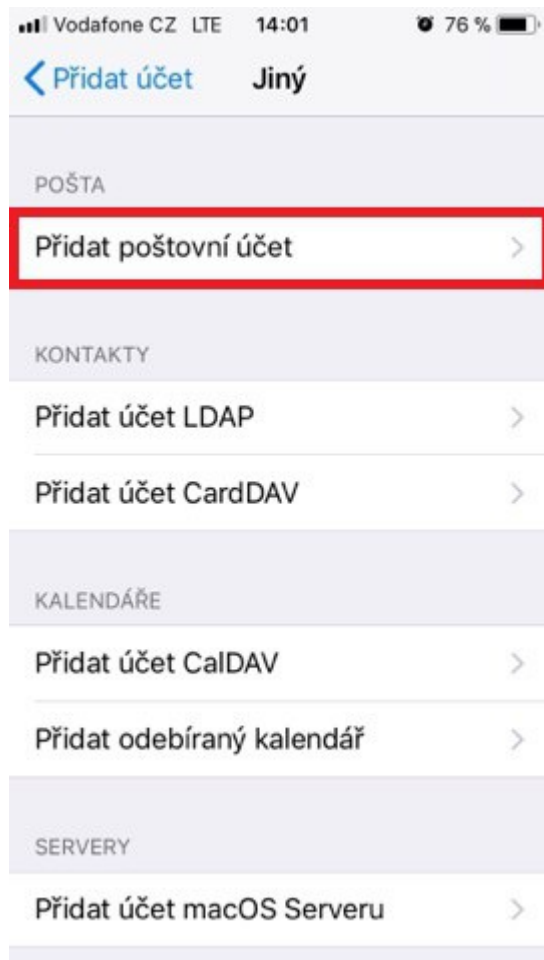 Vodafone CZ LTE 14:01 76 %
Přidat účet Jiný
POŠTA
Přidat poštovní účet
KONTAKTY
Přidat účet LDAP
Přidat účet CardDAV
KALENDÁŘE
Přidat účet CalDAV
Přidat odebíraný kalendář
SERVERY
Přidat účet macOS Serveru